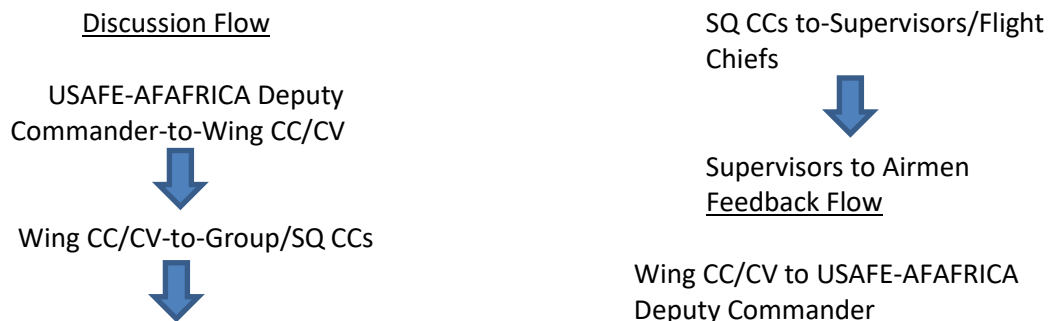 Discussion Flow
USAFE-AFAFRICA Deputy
Commander-to-Wing CC/CV
Wing CC/CV-to-Group/SQ CCs
SQ CCs to-Supervisors/Flight
Chiefs
Supervisors to Airmen
Feedback Flow
Wing CC/CV to USAFE-AFAFRICA
Deputy Commander